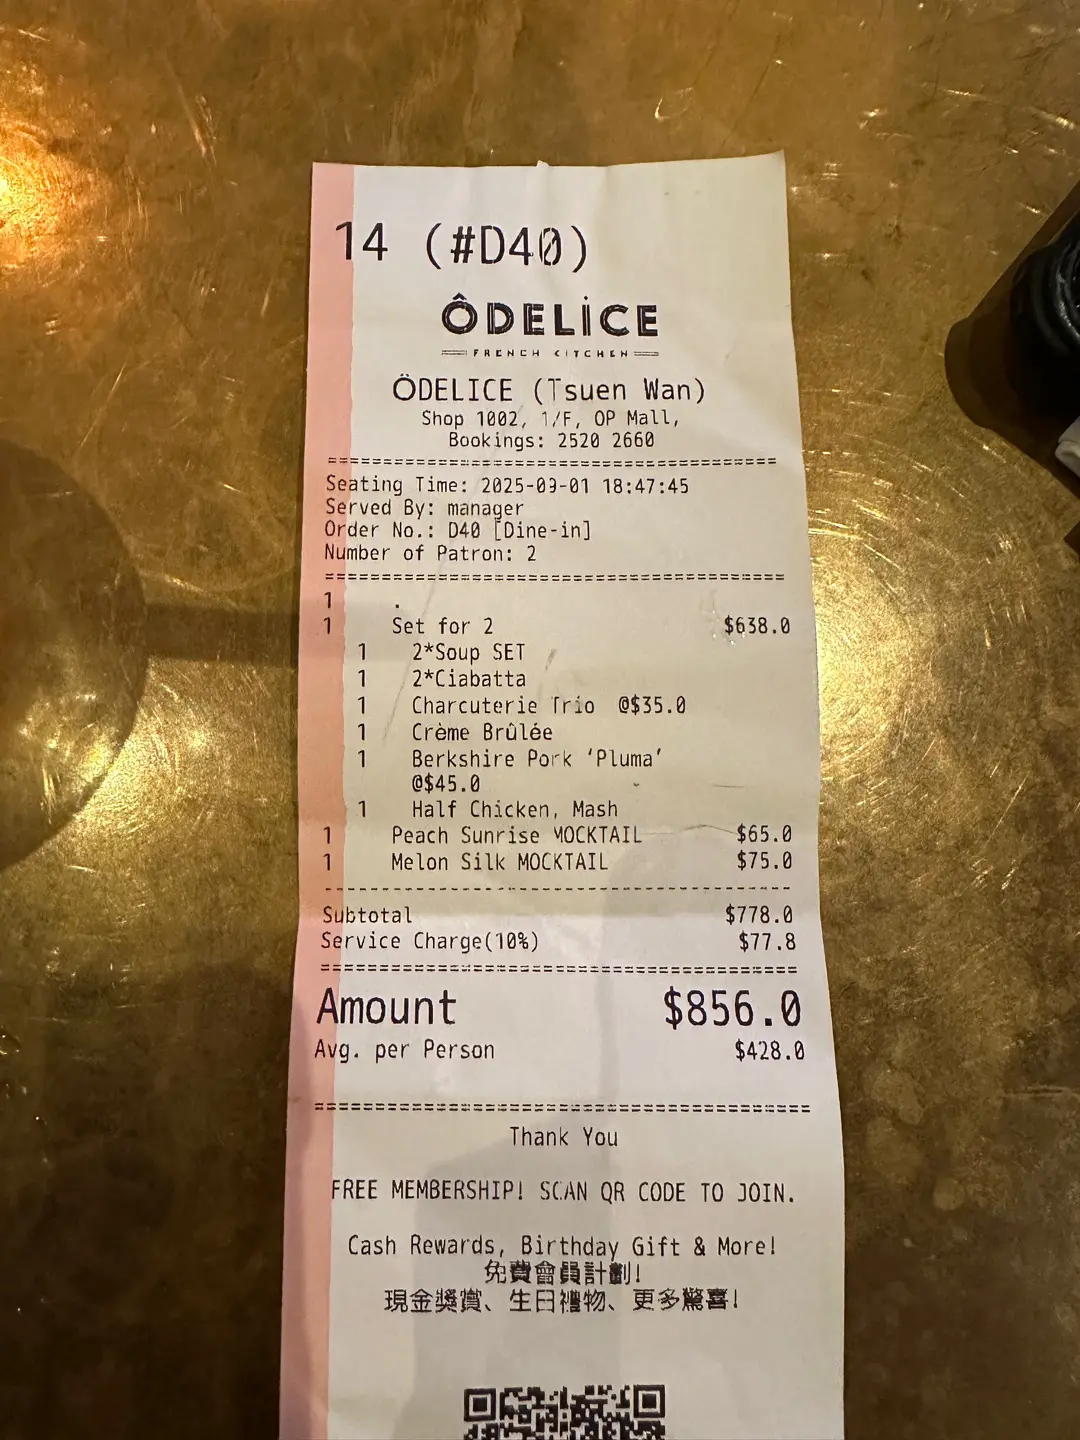 14 (#D40)
ÔDELİCE
FRENCH KITCHEN
ÖDELICE (Tsuen Wan)
Shop 1002, 1/F, OP Mall,
Bookings: 2520 2660
========================================
Seating Time: 2025-09-01 18:47:45
Served By: manager
Order No.: D40 [Dine-in]
Number of Patron: 2
========================================
1 .
1 Set for 2 $638.0
1 2*Soup SET
1 2*Ciabatta
1 Charcuterie Trio @$35.0
1 Crème Brûlée
1 Berkshire Pork ‘Pluma’
@$45.0
1 Half Chicken, Mash
1 Peach Sunrise MOCKTAIL $65.0
1 Melon Silk MOCKTAIL $75.0
----------------------------------------
Subtotal $778.0
Service Charge(10%) $77.8
========================================
Amount $856.0
Avg. per Person $428.0
========================================
Thank You
FREE MEMBERSHIP! SCAN QR CODE TO JOIN.
Cash Rewards, Birthday Gift & More!
免費會員計劃!
現金獎賞、生日禮物、更多驚喜!